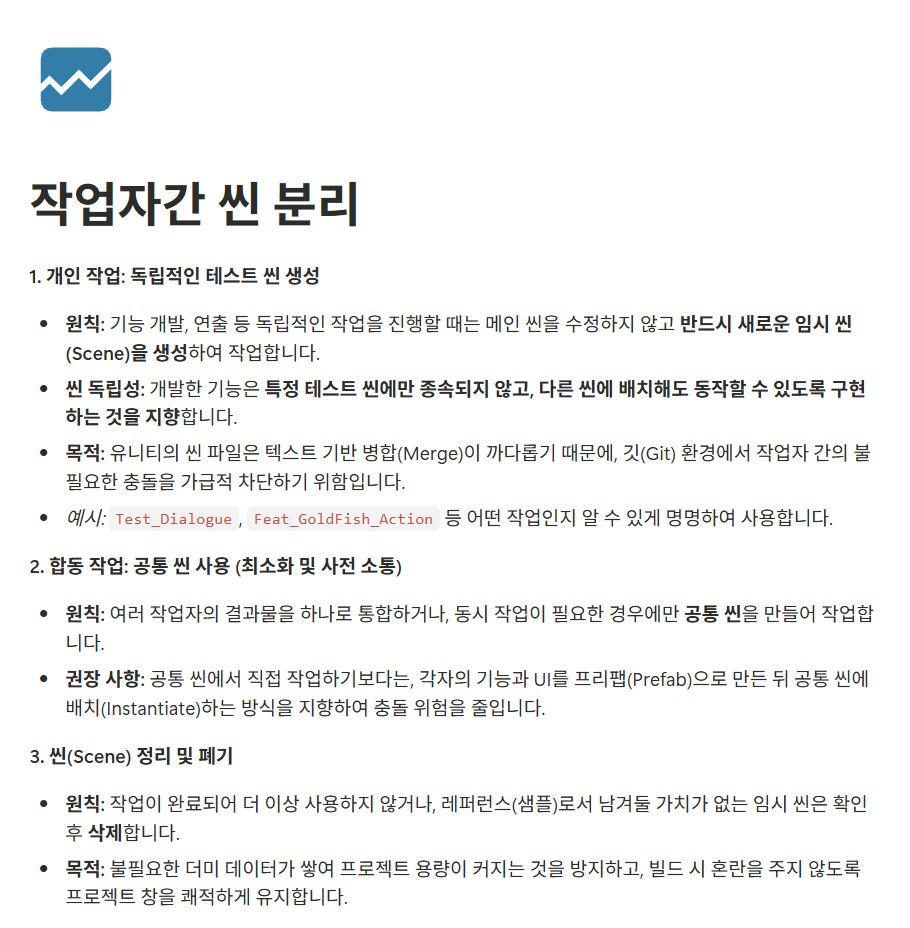 작업자간 씬 분리
1. 개인 작업: 독립적인 테스트 씬 생성
원칙: 기능 개발, 연출 등 독립적인 작업을 진행할 때는 메인 씬을 수정하지 않고 반드시 새로운 임시 씬
(Scene)을 생성하여 작업합니다.
씬 독립성: 개발한 기능은 특정 테스트 씬에만 종속되지 않고, 다른 씬에 배치해도 동작할 수 있도록 구현
하는 것을 지향합니다.
목적: 유니티의 씬 파일은 텍스트 기반 병합(Merge)이 까다롭기 때문에, 깃(Git) 환경에서 작업자 간의 불
필요한 충돌을 가급적 차단하기 위함입니다.
예시: Test_Dialogue , Feat_GoldFish_Action 등 어떤 작업인지 알 수 있게 명명하여 사용합니다.
2. 합동 작업: 공통 씬 사용 (최소화 및 사전 소통)
원칙: 여러 작업자의 결과물을 하나로 통합하거나, 동시 작업이 필요한 경우에만 공통 씬을 만들어 작업합
니다.
권장 사항: 공통 씬에서 직접 작업하기보다는, 각자의 기능과 UI를 프리팹(Prefab)으로 만든 뒤 공통 씬에
배치(Instantiate)하는 방식을 지향하여 충돌 위험을 줄입니다.
3. 씬(Scene) 정리 및 폐기
원칙: 작업이 완료되어 더 이상 사용하지 않거나, 레퍼런스(샘플)로서 남겨둘 가치가 없는 임시 씬은 확인
후 삭제합니다.
목적: 불필요한 더미 데이터가 쌓여 프로젝트 용량이 커지는 것을 방지하고, 빌드 시 혼란을 주지 않도록
프로젝트 창을 쾌적하게 유지합니다.